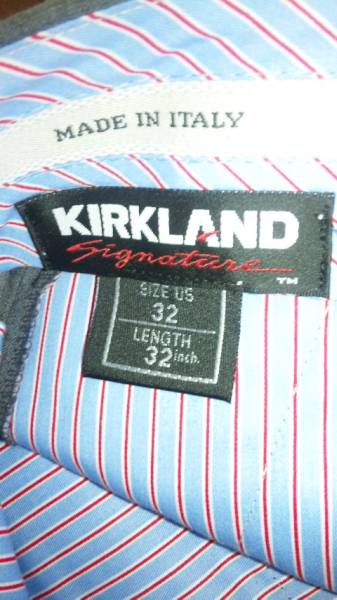 MADE IN ITALY
KIRKLAND
Signature
™
SIZE US
32
LENGTH
32 inch.